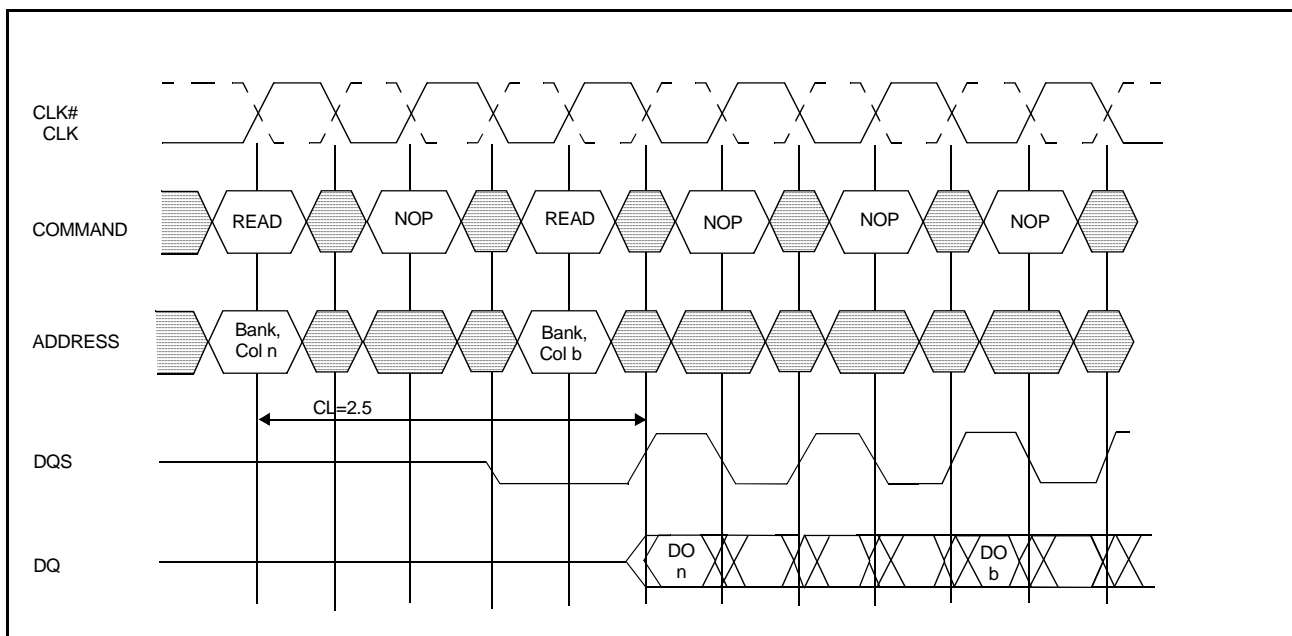 CLK#
CLK
COMMAND
READ
NOP
READ
NOP
NOP
NOP
ADDRESS
Bank,
Col n
Bank,
Col b
CL=2.5
DQS
DQ
DO
n
DO
b